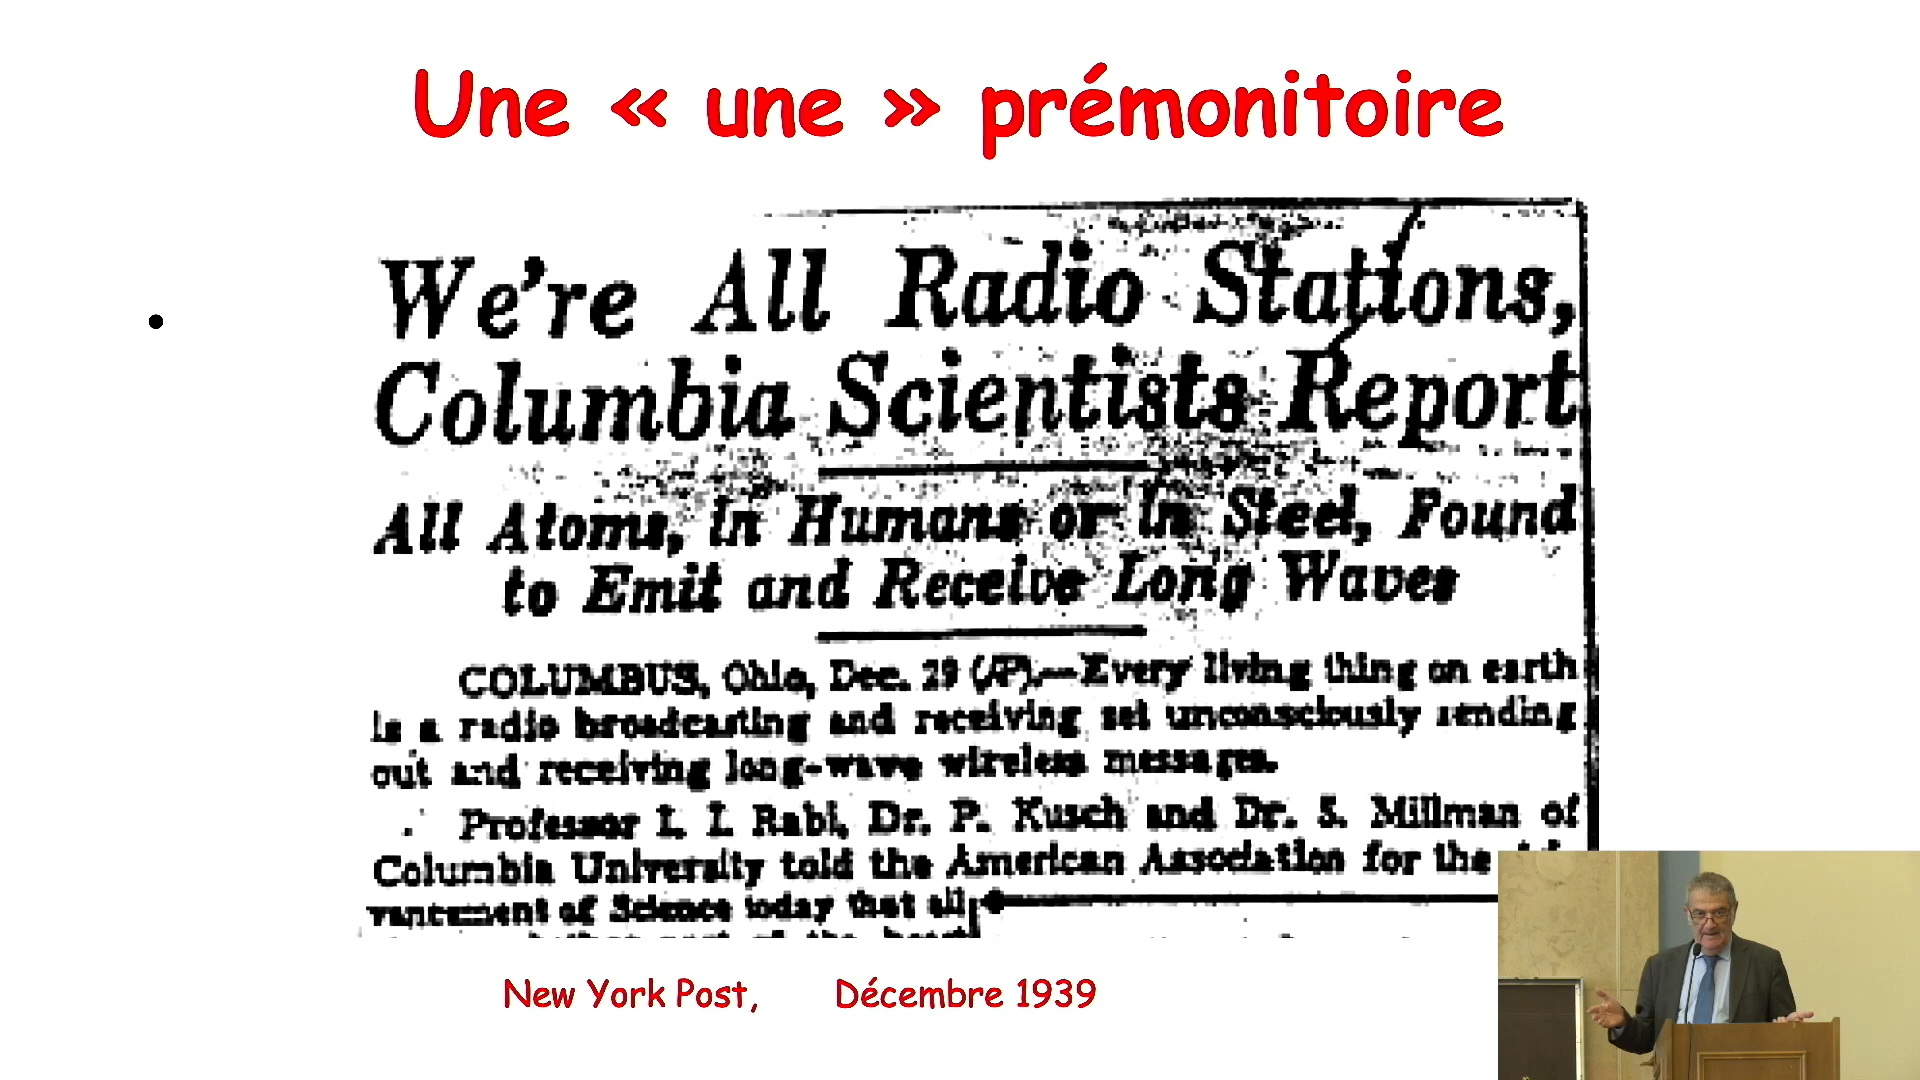 Une « une » prémonitoire
•
We're All Radio Stations,
Columbia Scientists Report
All Atoms, in Humans or in Steel, Found
to Emit and Receive Long Waves
COLUMBUS, Ohio, Dec. 29 (AP).—Every living thing on earth
is a radio broadcasting and receiving set unconsciously sending
out and receiving long-wave wireless messages.
Professor I. I. Rabi, Dr. P. Kusch and Dr. S. Millman of
Columbia University told the American Association for the
vancement of Science today that all
New York Post, Décembre 1939